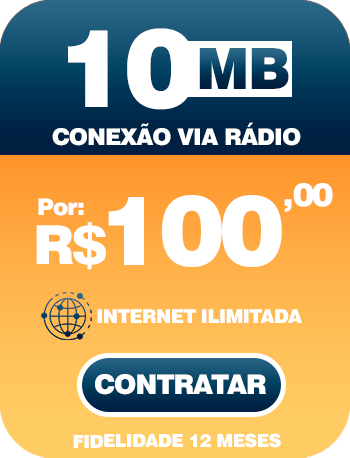 10 MB
CONEXÃO VIA RÁDIO
Por:
R$100,00
INTERNET ILIMITADA
CONTRATAR
FIDELIDADE 12 MESES